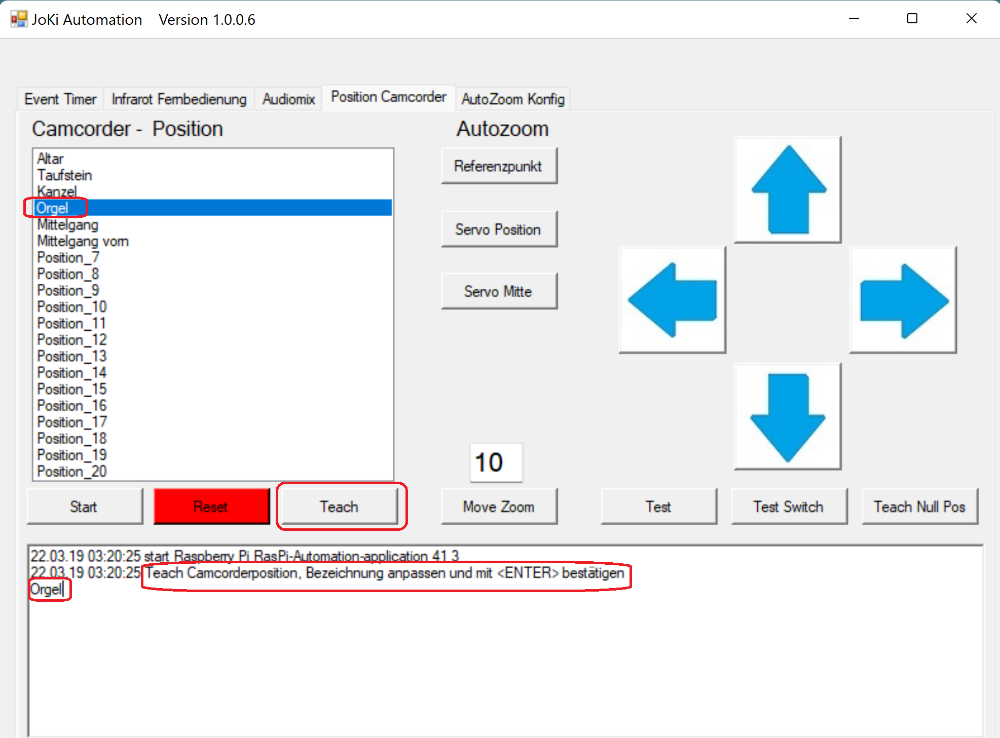 JoKi Automation Version 1.0.0.6
Event Timer Infrarot Fernbedienung Audiomix Position Camcorder AutoZoom Konfig
Camcorder - Position
Altar
Taufstein
Kanzel
Orgel
Mittelgang
Mittelgang vorn
Position_7
Position_8
Position_9
Position_10
Position_11
Position_12
Position_13
Position_14
Position_15
Position_16
Position_17
Position_18
Position_19
Position_20
Autozoom
Referenzpunkt
Servo Position
Servo Mitte
10
Start Reset Teach Move Zoom Test Test Switch Teach Null Pos
22.03.19 03:20:25 start Raspberry Pi RasPi-Automation-application 41 3
22.03.19 03:20:25 Teach Camcorderposition, Bezeichnung anpassen und mit <ENTER> bestätigen
Orgel